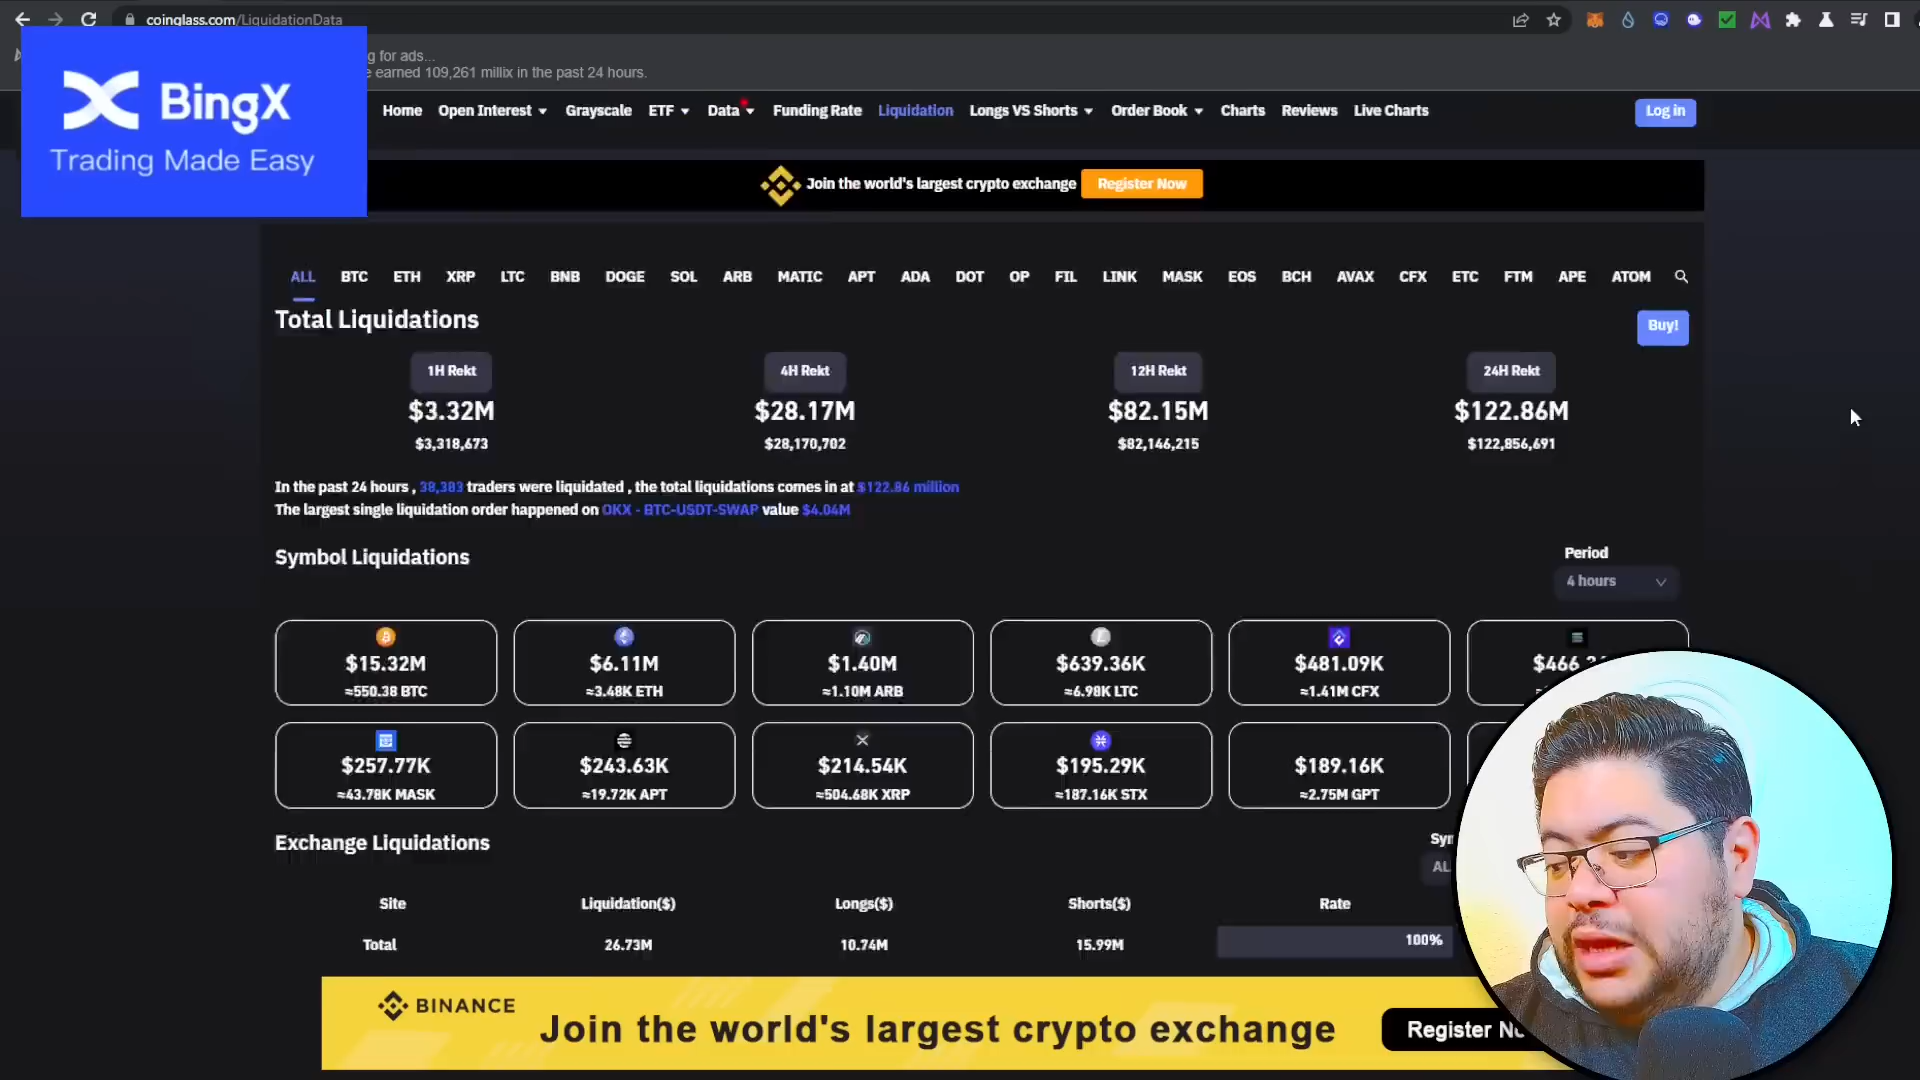 coinglass.com/LiquidationData
g for ads...
e earned 109,261 millix in the past 24 hours.
BingX
Trading Made Easy
Home Open Interest Grayscale ETF Data Funding Rate Liquidation Longs VS Shorts Order Book Charts Reviews Live Charts Log in
Join the world's largest crypto exchange Register Now
ALL BTC ETH XRP LTC BNB DOGE SOL ARB MATIC APT ADA DOT OP FIL LINK MASK EOS BCH AVAX CFX ETC FTM APE ATOM
Total Liquidations
Buy!
1H Rekt 4H Rekt 12H Rekt 24H Rekt
$3.32M $28.17M $82.15M $122.86M
$3,318,673 $28,170,702 $82,146,215 $122,856,691
In the past 24 hours , 38,383 traders were liquidated , the total liquidations comes in at $122.86 million
The largest single liquidation order happened on OKX - BTC-USDT-SWAP value $4.04M
Symbol Liquidations
Period
4 hours
$15.32M $6.11M $1.40M $639.36K $481.09K $466.
≈550.38 BTC ≈3.48K ETH ≈1.10M ARB ≈6.98K LTC ≈1.41M CFX
$257.77K $243.63K $214.54K $195.29K $189.16K
≈43.78K MASK ≈19.72K APT ≈504.68K XRP ≈187.16K STX ≈2.75M GPT
Exchange Liquidations
Sym
AL
Site Liquidation($) Longs($) Shorts($) Rate
Total 26.73M 10.74M 15.99M 100%
BINANCE
Join the world's largest crypto exchange
Register No